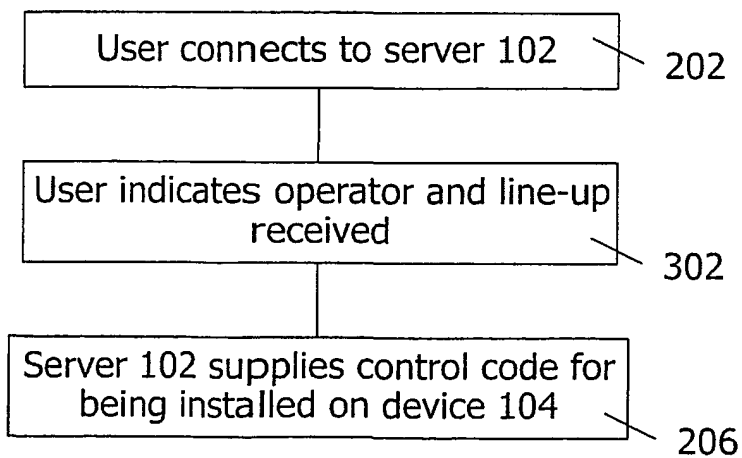 User connects to server 102
202
User indicates operator and line-up
received
302
Server 102 supplies control code for
being installed on device 104
206